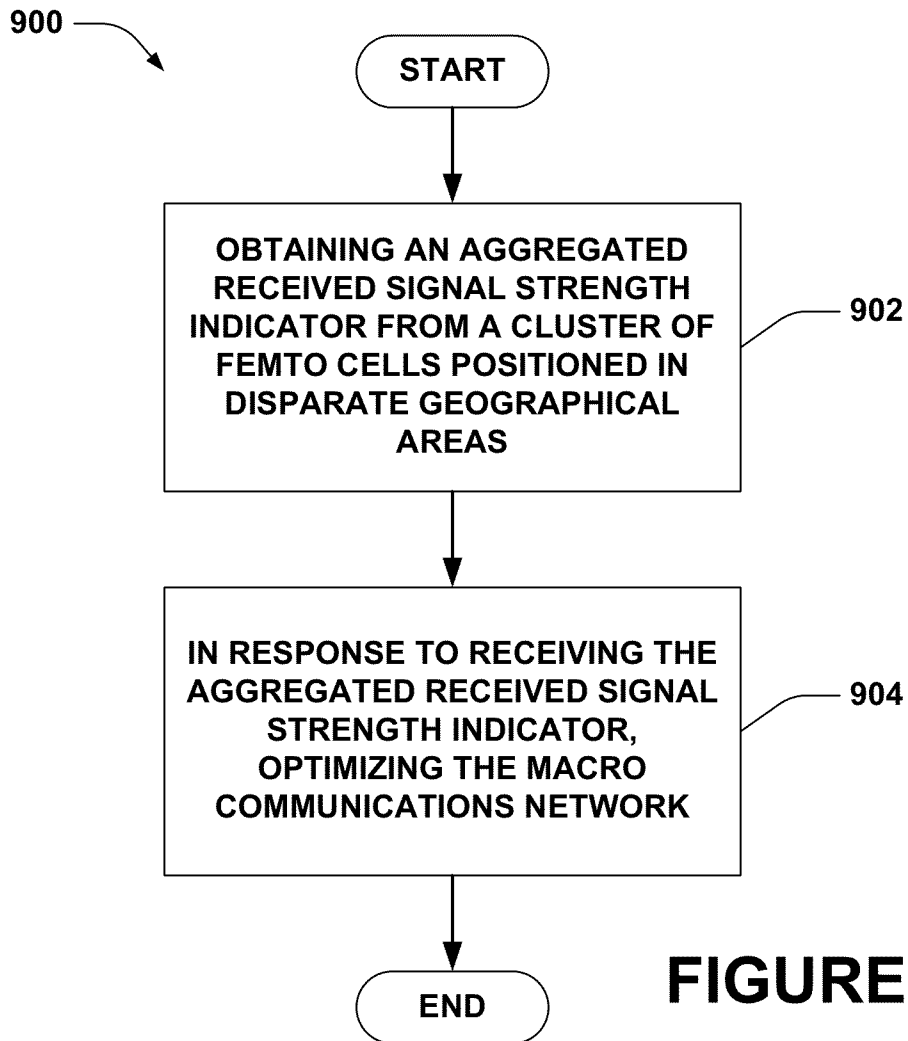 900
START
OBTAINING AN AGGREGATED
RECEIVED SIGNAL STRENGTH
INDICATOR FROM A CLUSTER OF
FEMTO CELLS POSITIONED IN
DISPARATE GEOGRAPHICAL
AREAS
902
IN RESPONSE TO RECEIVING THE
AGGREGATED RECEIVED SIGNAL
STRENGTH INDICATOR,
OPTIMIZING THE MACRO
COMMUNICATIONS NETWORK
904
END
FIGURE